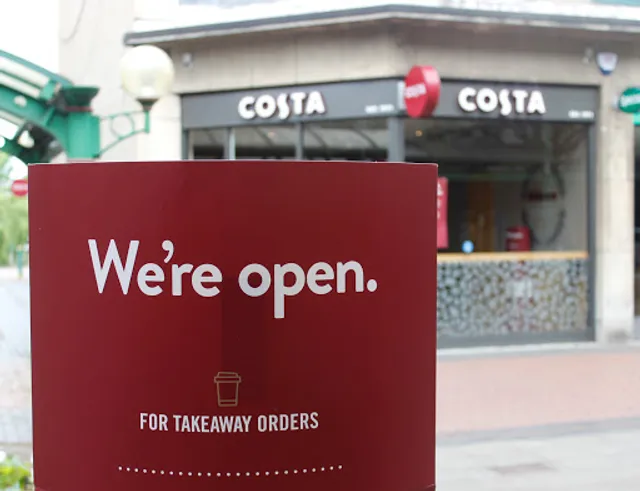 COSTA
COSTA
We're open.
FOR TAKEAWAY ORDERS